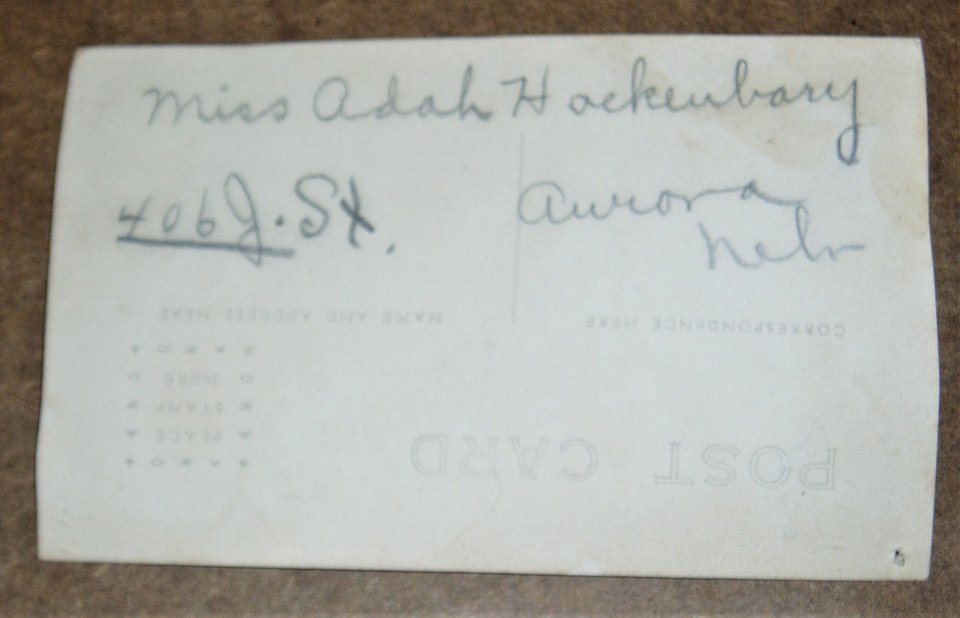 Miss Adah Hockenbary
406 J. St.
Aurora
Nebr
NAME AND ADDRESS HERE
CORRESPONDENCE HERE
POST CARD
PLACE
STAMP
HERE